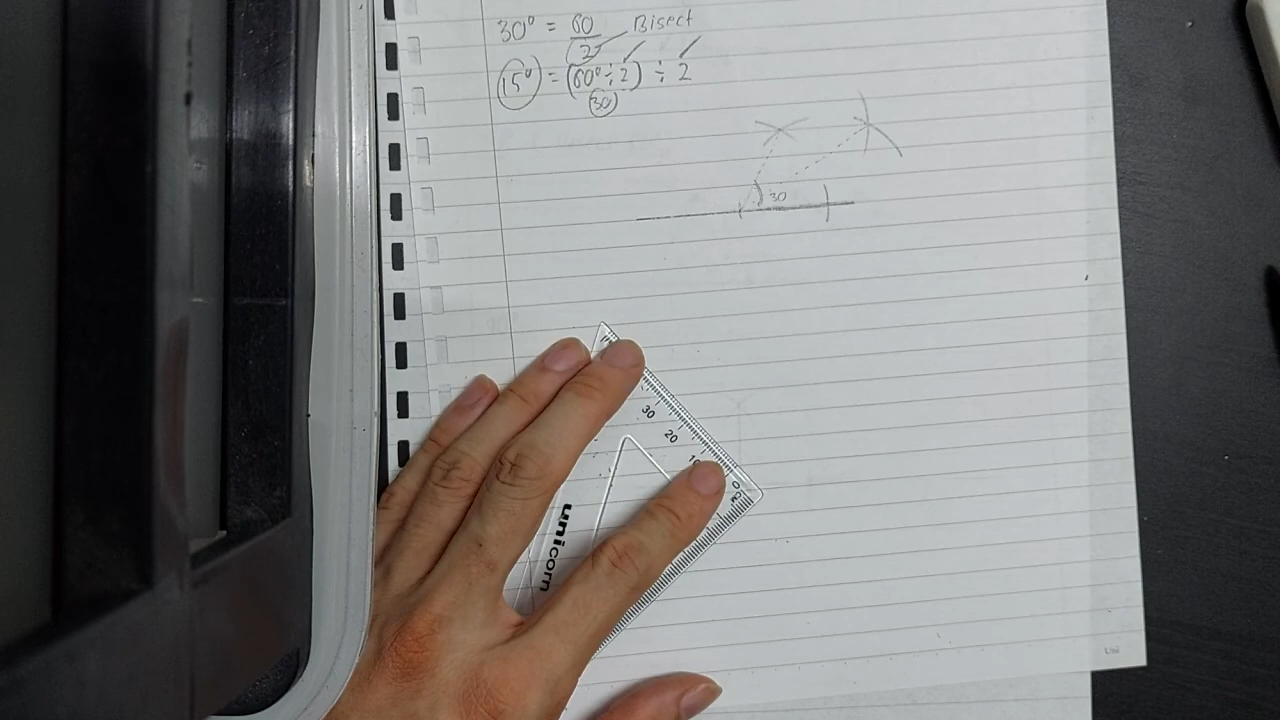 30° = 60 Bisect
2
15° = (60° ÷ 2) ÷ 2
(30)
30
30
20
10
0
unicorn